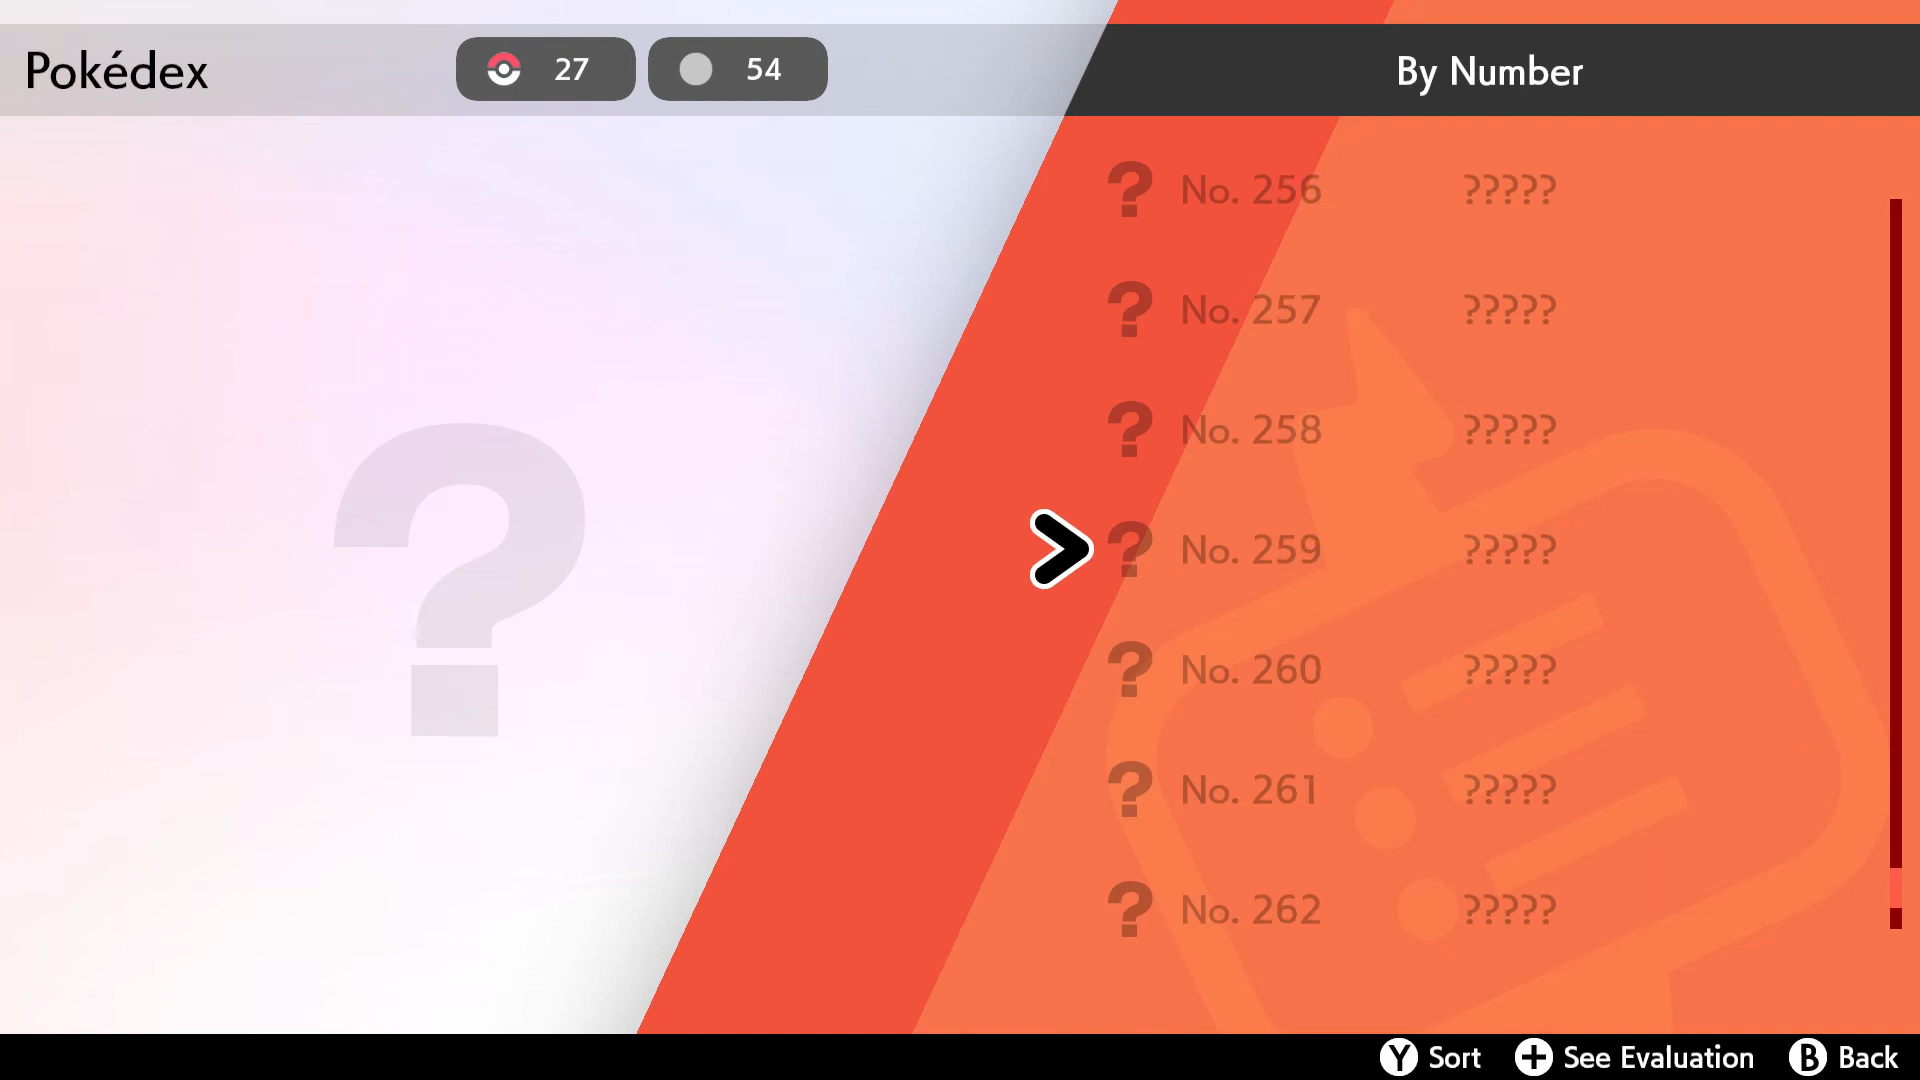 Pokédex
27
54
By Number
? No. 256 ?????
? No. 257 ?????
? No. 258 ?????
? No. 259 ?????
? No. 260 ?????
? No. 261 ?????
? No. 262 ?????
?
Y Sort + See Evaluation B Back